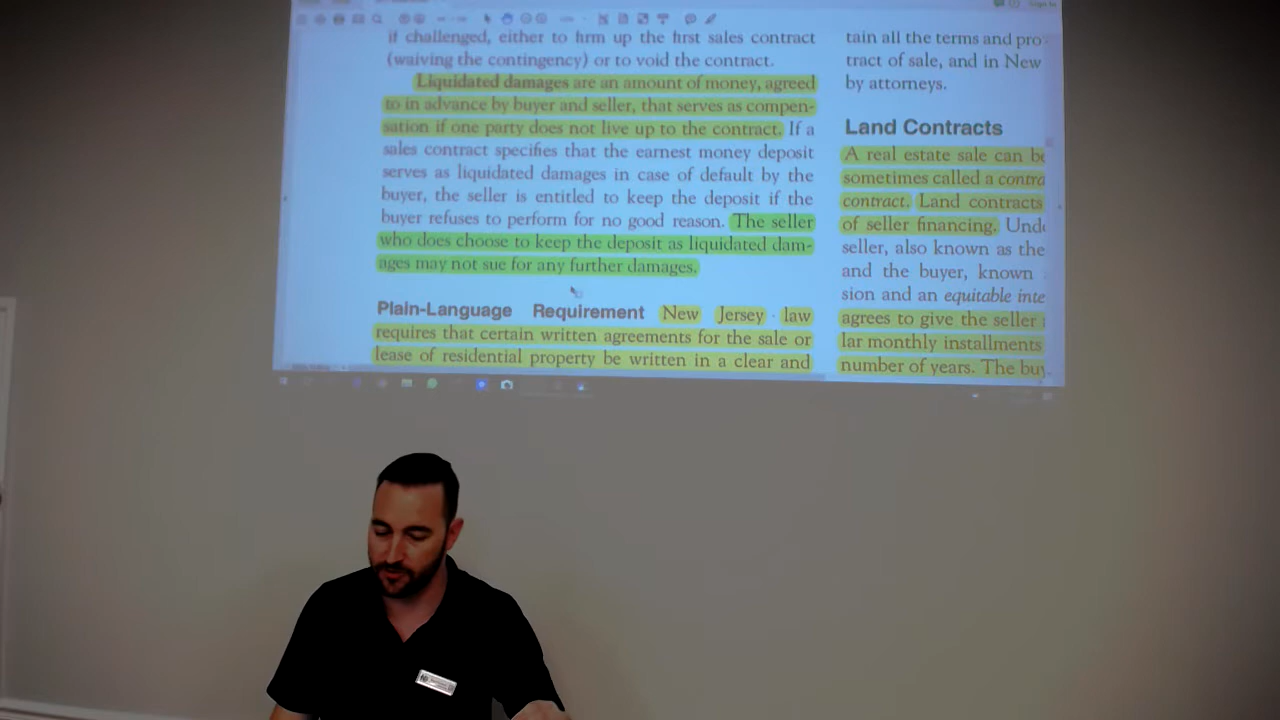 if challenged, either to firm up the first sales contract
(waiving the contingency) or to void the contract.
Liquidated damages are an amount of money, agreed
to in advance by buyer and seller, that serves as compen-
sation if one party does not live up to the contract. If a
sales contract specifies that the earnest money deposit
serves as liquidated damages in case of default by the
buyer, the seller is entitled to keep the deposit if the
buyer refuses to perform for no good reason. The seller
who does choose to keep the deposit as liquidated dam-
ages may not sue for any further damages.
Plain-Language Requirement New Jersey law
requires that certain written agreements for the sale or
lease of residential property be written in a clear and
tain all the terms and pro
tract of sale, and in New
by attorneys.
Land Contracts
A real estate sale can be
sometimes called a contra
contract. Land contracts
of seller financing. Unde
seller, also known as the
and the buyer, known
sion and an equitable inte
agrees to give the seller
lar monthly installments
number of years. The buy